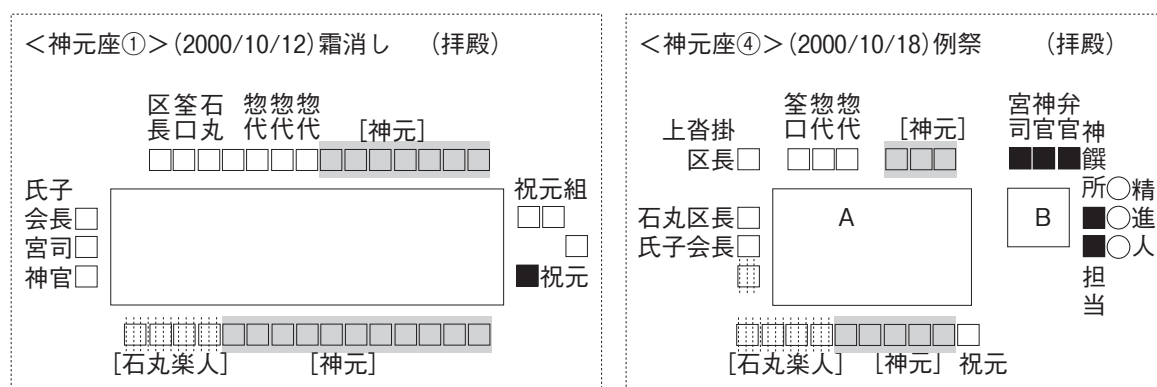 ＜神元座①＞(2000/10/12)霜消し　（拝殿）
区長
筌口
石丸
惣代
惣代
惣代
［神元］
氏子
会長
宮司
神官
祝元組
祝元
［石丸楽人］
［神元］
＜神元座④＞(2000/10/18)例祭　（拝殿）
上沓掛
区長
筌口
惣代
惣代
［神元］
宮司
神官
弁官
神饌所担当
精進人
石丸区長
氏子会長
A
B
［石丸楽人］
［神元］
祝元